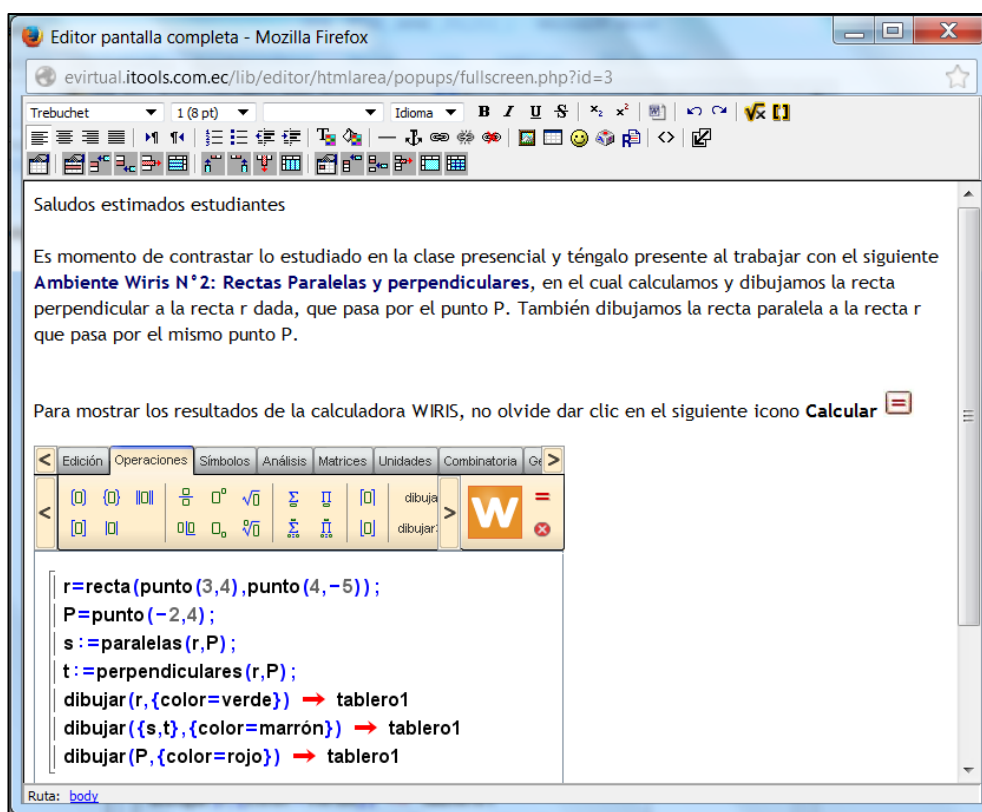 Editor pantalla completa - Mozilla Firefox
evirtual.itools.com.ec/lib/editor/htmlarea/popups/fullscreen.php?id=3
Trebuchet 1 (8 pt) Idioma B I U S x₂ x²
Saludos estimados estudiantes
Es momento de contrastar lo estudiado en la clase presencial y téngalo presente al trabajar con el siguiente
Ambiente Wiris N°2: Rectas Paralelas y perpendiculares, en el cual calculamos y dibujamos la recta
perpendicular a la recta r dada, que pasa por el punto P. También dibujamos la recta paralela a la recta r
que pasa por el mismo punto P.
Para mostrar los resultados de la calculadora WIRIS, no olvide dar clic en el siguiente icono Calcular
Edición Operaciones Símbolos Análisis Matrices Unidades Combinatoria Ge
dibuja
dibujar
W
r=recta(punto(3,4),punto(4,-5));
P=punto(-2,4);
s:=paralelas(r,P);
t:=perpendiculares(r,P);
dibujar(r,{color=verde}) → tablero1
dibujar({s,t},{color=marrón}) → tablero1
dibujar(P,{color=rojo}) → tablero1
Ruta: body